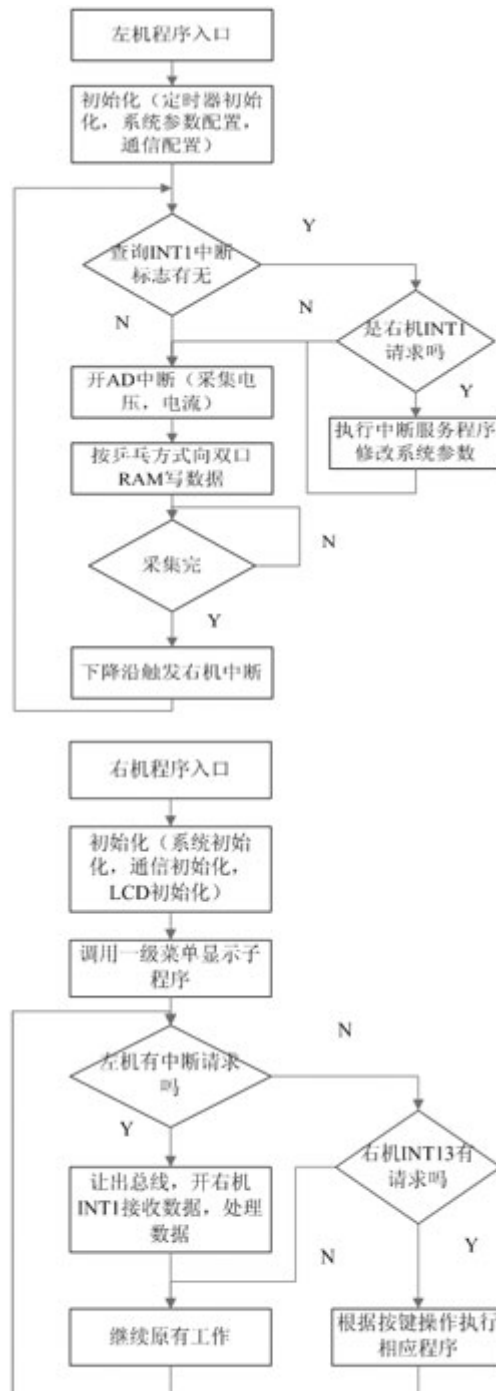 左机程序入口
初始化（定时器初始
化，系统参数配置，
通信配置）
Y
查询INT1中断
标志有无
N
N
是右机INT1
请求吗
Y
开AD中断（采集电
压，电流）
执行中断服务程序
修改系统参数
按乒乓方式向双口
RAM写数据
N
采集完
Y
下降沿触发右机中断
右机程序入口
初始化（系统初始
化，通信初始化，
LCD初始化）
调用一级菜单显示子
程序
N
左机有中断请求
吗
Y
右机INT13有
请求吗
让出总线，开右机
INT1接收数据，处理
数据
N
Y
继续原有工作
根据按键操作执行
相应程序